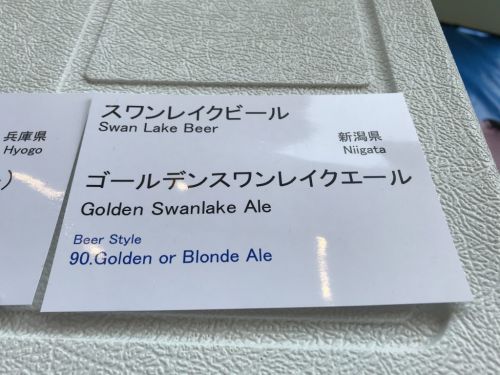 兵庫県
Hyogo
)
スワンレイクビール
Swan Lake Beer
新潟県
Niigata
ゴールデンスワンレイクエール
Golden Swanlake Ale
Beer Style
90.Golden or Blonde Ale